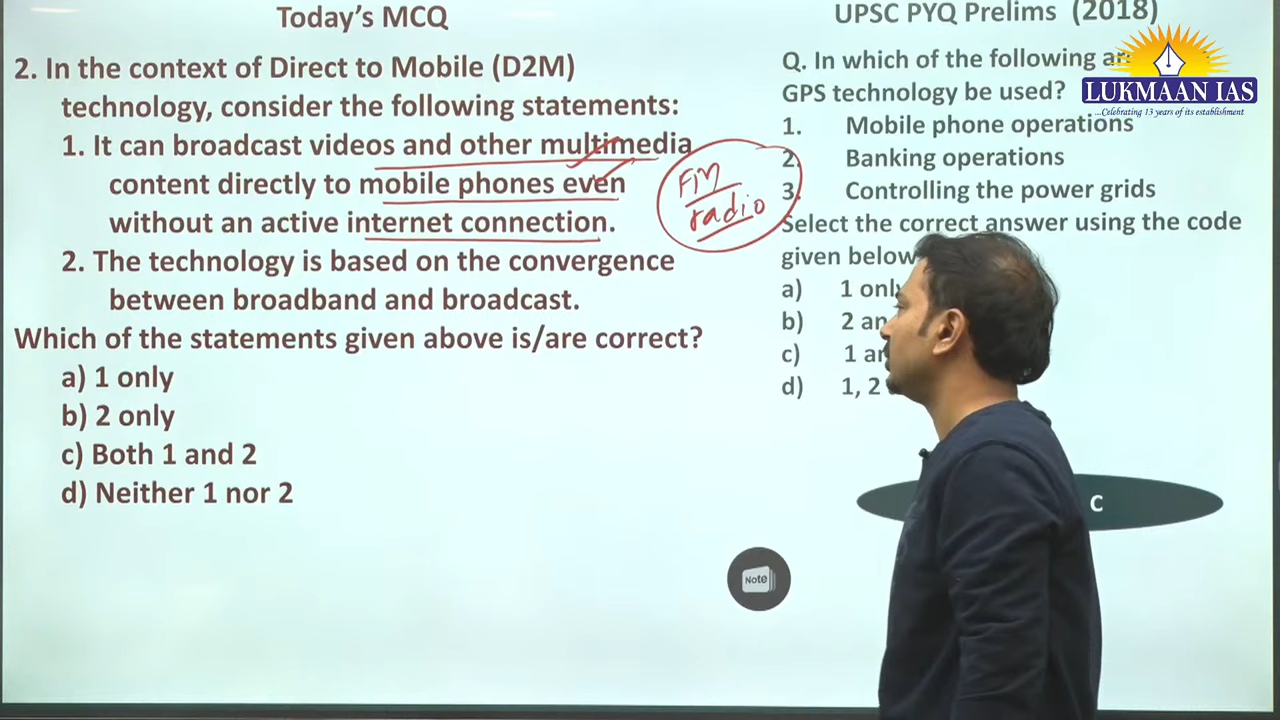 Today's MCQ
2. In the context of Direct to Mobile (D2M)
technology, consider the following statements:
1. It can broadcast videos and other multimedia
content directly to mobile phones even
without an active internet connection.
2. The technology is based on the convergence
between broadband and broadcast.
Which of the statements given above is/are correct?
a) 1 only
b) 2 only
c) Both 1 and 2
d) Neither 1 nor 2
FM
radio
UPSC PYQ Prelims (2018)
Q. In which of the following
GPS technology be used?
1. Mobile phone operations
2. Banking operations
3. Controlling the power grids
Select the correct answer using the code
given below
a) 1 only
b) 2
c) 1
d) 1, 2
C
Note
LUKMAAN IAS
...Celebrating 13 years of its establishment